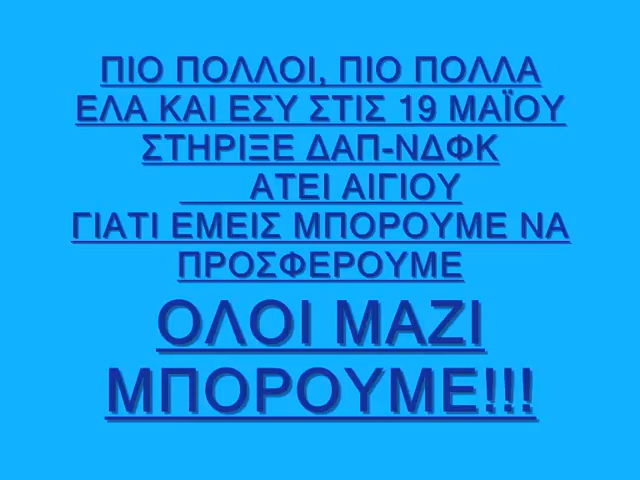 ΠΙΟ ΠΟΛΛΟΙ, ΠΙΟ ΠΟΛΛΑ
ΕΛΑ ΚΑΙ ΕΣΥ ΣΤΙΣ 19 ΜΑΪΟΥ
ΣΤΗΡΙΞΕ ΔΑΠ-ΝΔΦΚ
ΑΤΕΙ ΑΙΓΙΟΥ
ΓΙΑΤΙ ΕΜΕΙΣ ΜΠΟΡΟΥΜΕ ΝΑ
ΠΡΟΣΦΕΡΟΥΜΕ
ΟΛΟΙ ΜΑΖΙ
ΜΠΟΡΟΥΜΕ!!!